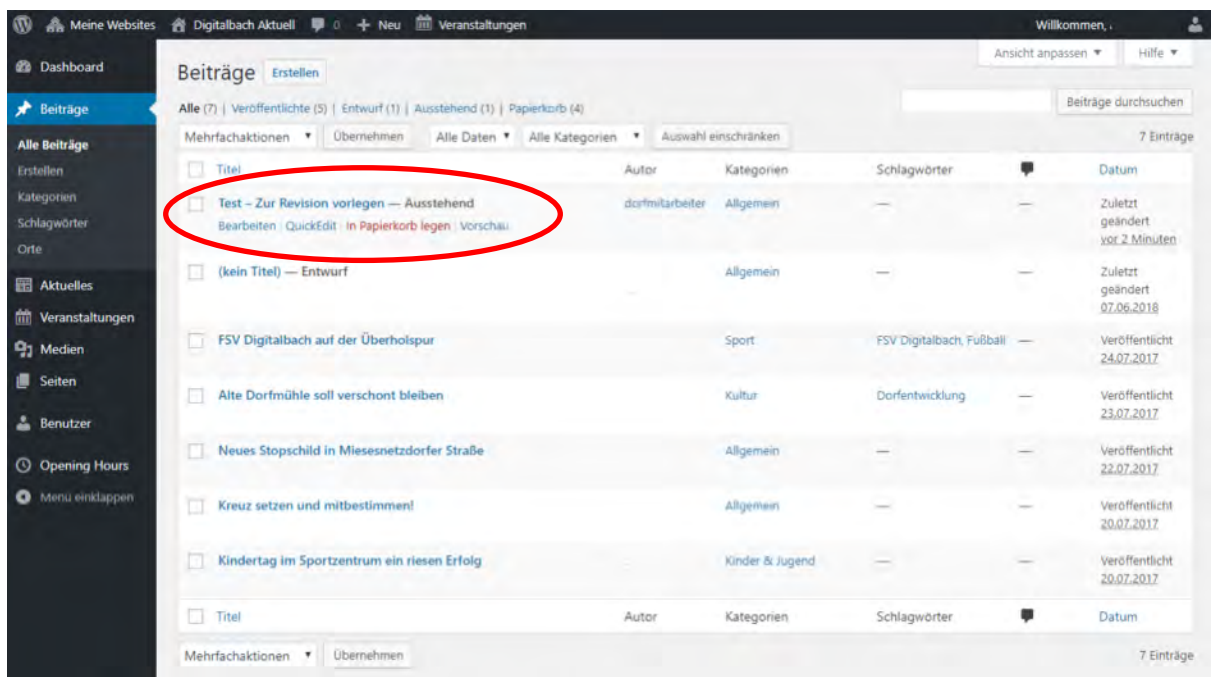 Meine Websites Digitalbach Aktuell 0 Neu Veranstaltungen Willkommen, .
Ansicht anpassen ▼ Hilfe ▼
Dashboard
Beiträge
Alle Beiträge
Erstellen
Kategorien
Schlagwörter
Orte
Aktuelles
Veranstaltungen
Medien
Seiten
Benutzer
Opening Hours
Menü einklappen
Beiträge Erstellen
Alle (7) | Veröffentlichte (5) | Entwurf (1) | Ausstehend (1) | Papierkorb (4)
Beiträge durchsuchen
Mehrfachaktionen ▼ Übernehmen Alle Daten ▼ Alle Kategorien ▼ Auswahl einschränken 7 Einträge
Titel Autor Kategorien Schlagwörter Datum
Test – Zur Revision vorlegen — Ausstehend dorfmitarbeiter Allgemein — — Zuletzt
geändert
vor 2 Minuten
Bearbeiten | QuickEdit | In Papierkorb legen | Vorschau
(kein Titel) — Entwurf Allgemein — — Zuletzt
geändert
07.06.2018
FSV Digitalbach auf der Überholspur Sport FSV Digitalbach, Fußball — Veröffentlicht
24.07.2017
Alte Dorfmühle soll verschont bleiben Kultur Dorfentwicklung — Veröffentlicht
23.07.2017
Neues Stopschild in Miesesnetzdorfer Straße Allgemein — — Veröffentlicht
22.07.2017
Kreuz setzen und mitbestimmen! Allgemein — — Veröffentlicht
20.07.2017
Kindertag im Sportzentrum ein riesen Erfolg Kinder & Jugend — — Veröffentlicht
20.07.2017
Titel Autor Kategorien Schlagwörter Datum
Mehrfachaktionen ▼ Übernehmen 7 Einträge